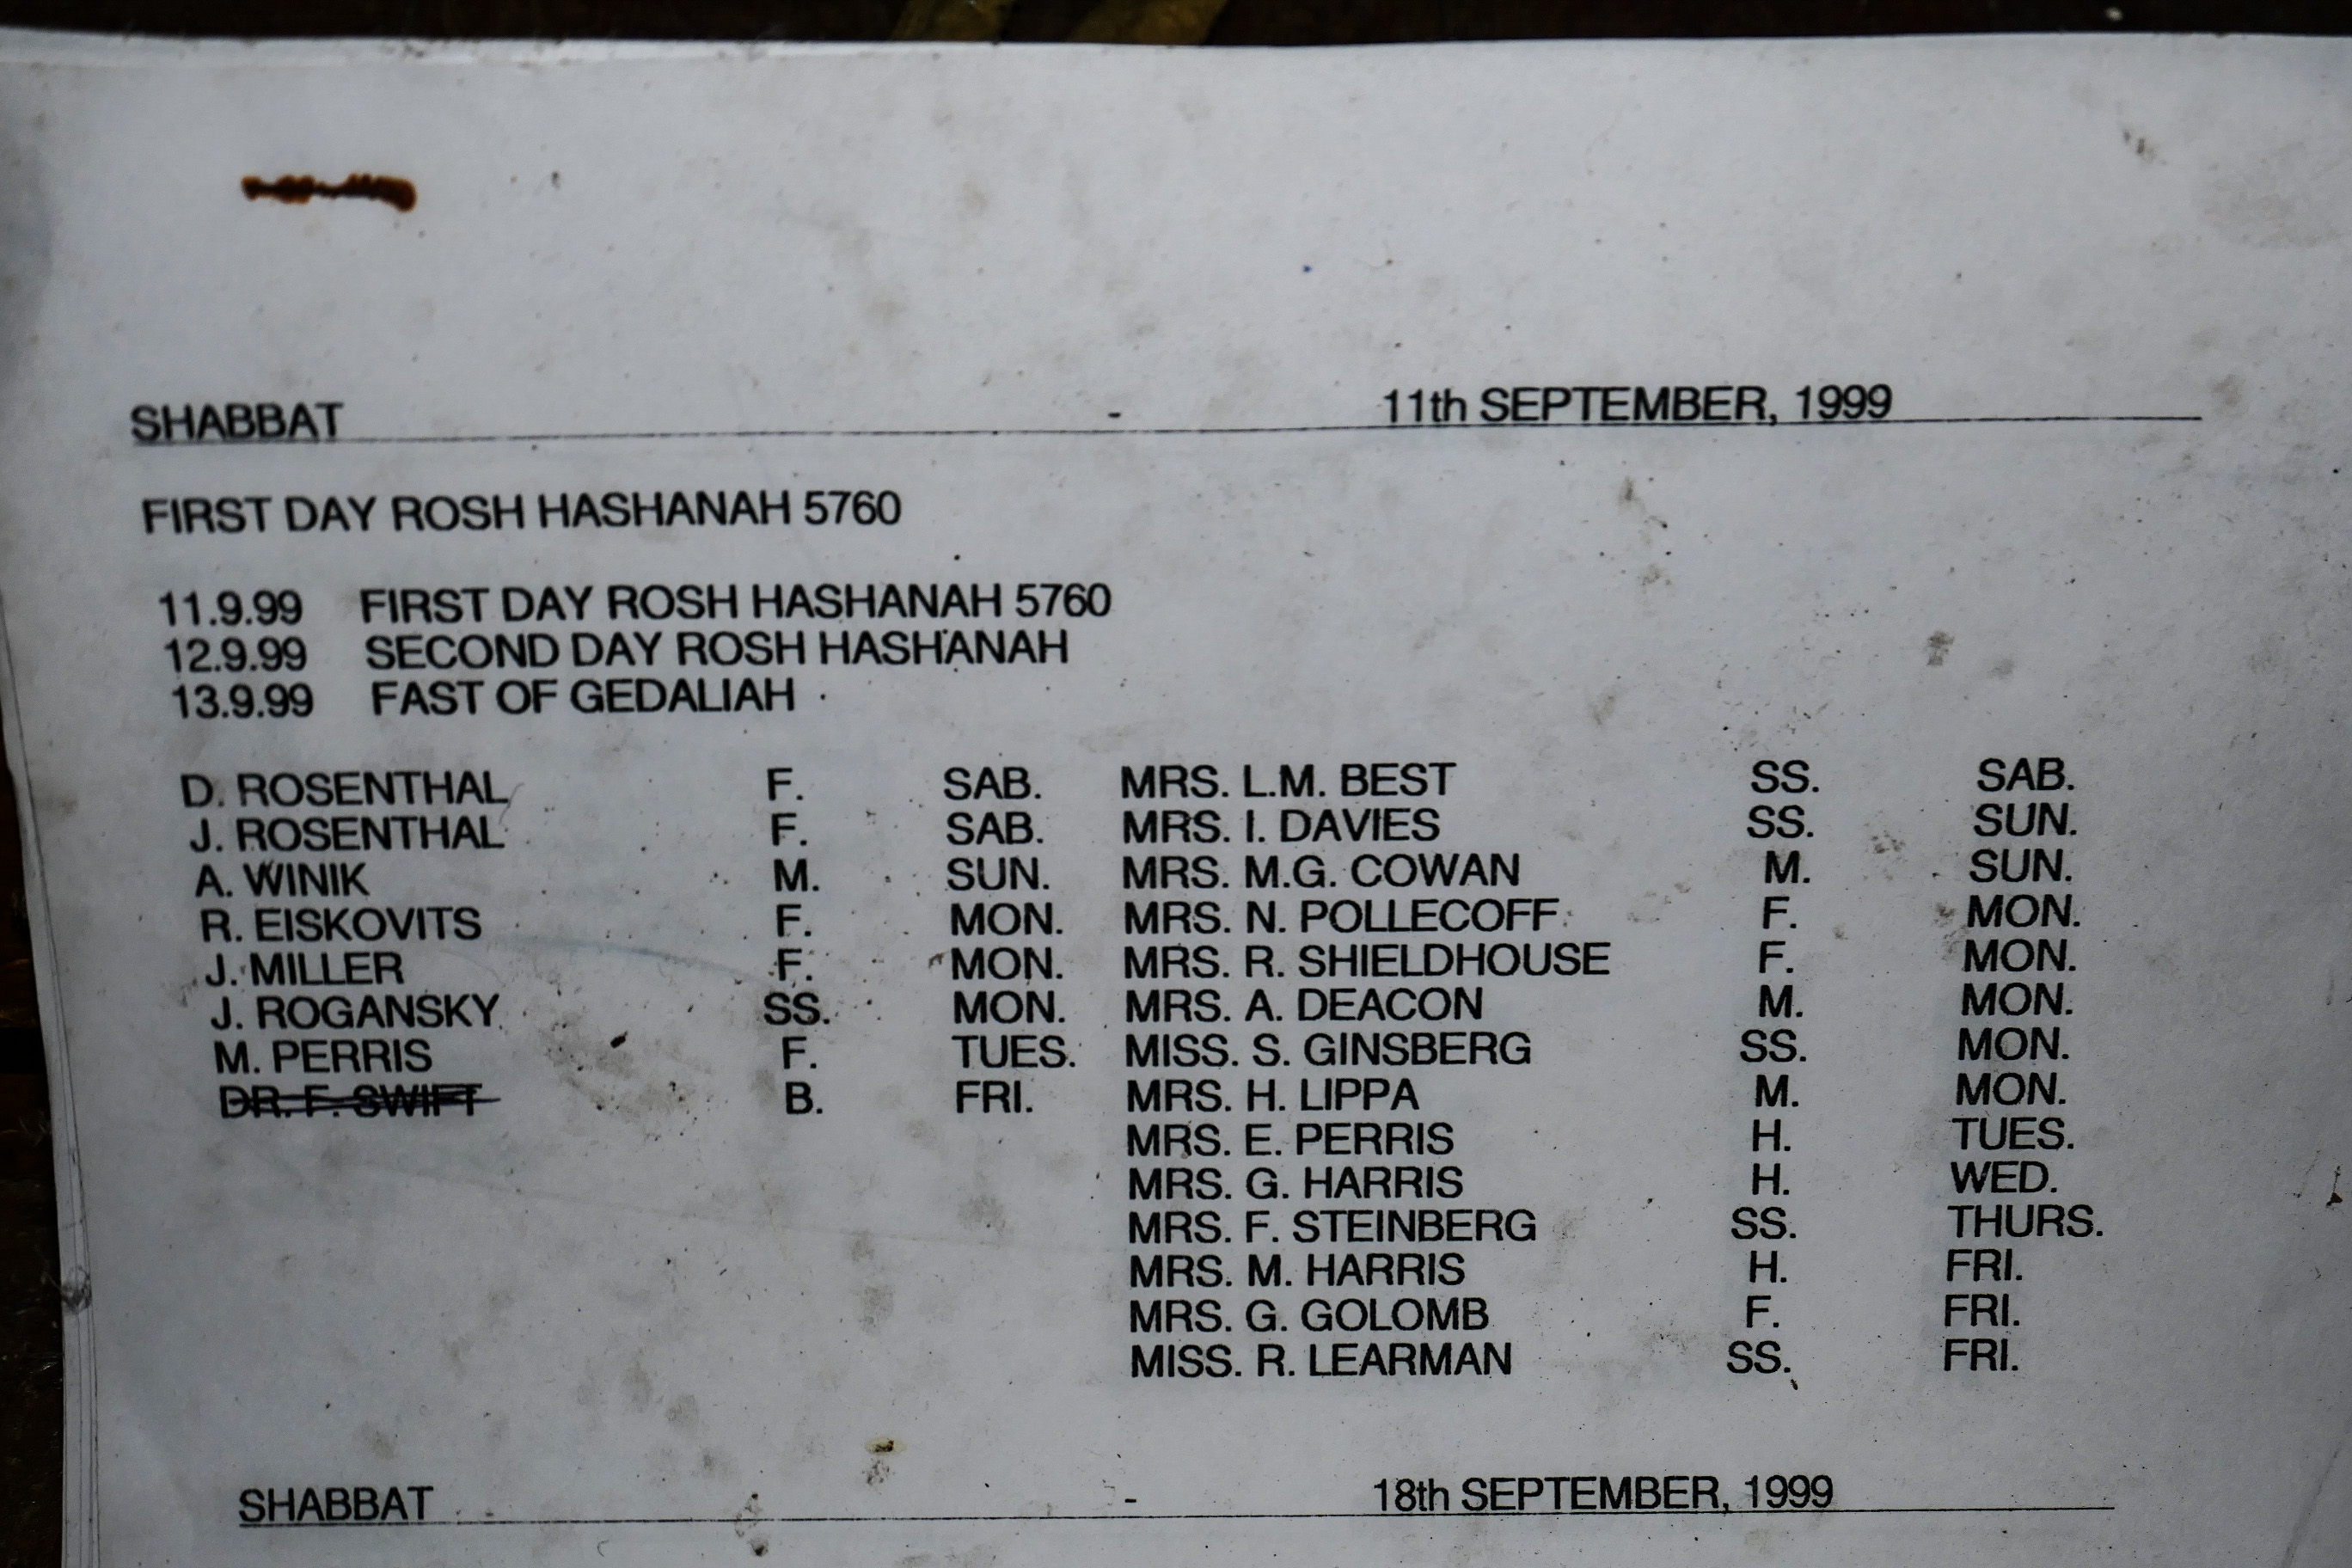 SHABBAT - 11th SEPTEMBER, 1999
FIRST DAY ROSH HASHANAH 5760
11.9.99 FIRST DAY ROSH HASHANAH 5760
12.9.99 SECOND DAY ROSH HASHANAH
13.9.99 FAST OF GEDALIAH
D. ROSENTHAL F. SAB. MRS. L.M. BEST SS. SAB.
J. ROSENTHAL F. SAB. MRS. I. DAVIES SS. SUN.
A. WINIK M. SUN. MRS. M.G. COWAN M. SUN.
R. EISKOVITS F. MON. MRS. N. POLLECOFF F. MON.
J. MILLER F. MON. MRS. R. SHIELDHOUSE F. MON.
J. ROGANSKY SS. MON. MRS. A. DEACON M. MON.
M. PERRIS F. TUES. MISS. S. GINSBERG SS. MON.
DR. F. SWIFT B. FRI. MRS. H. LIPPA M. MON.
MRS. E. PERRIS H. TUES.
MRS. G. HARRIS H. WED.
MRS. F. STEINBERG SS. THURS.
MRS. M. HARRIS H. FRI.
MRS. G. GOLOMB F. FRI.
MISS. R. LEARMAN SS. FRI.
SHABBAT - 18th SEPTEMBER, 1999